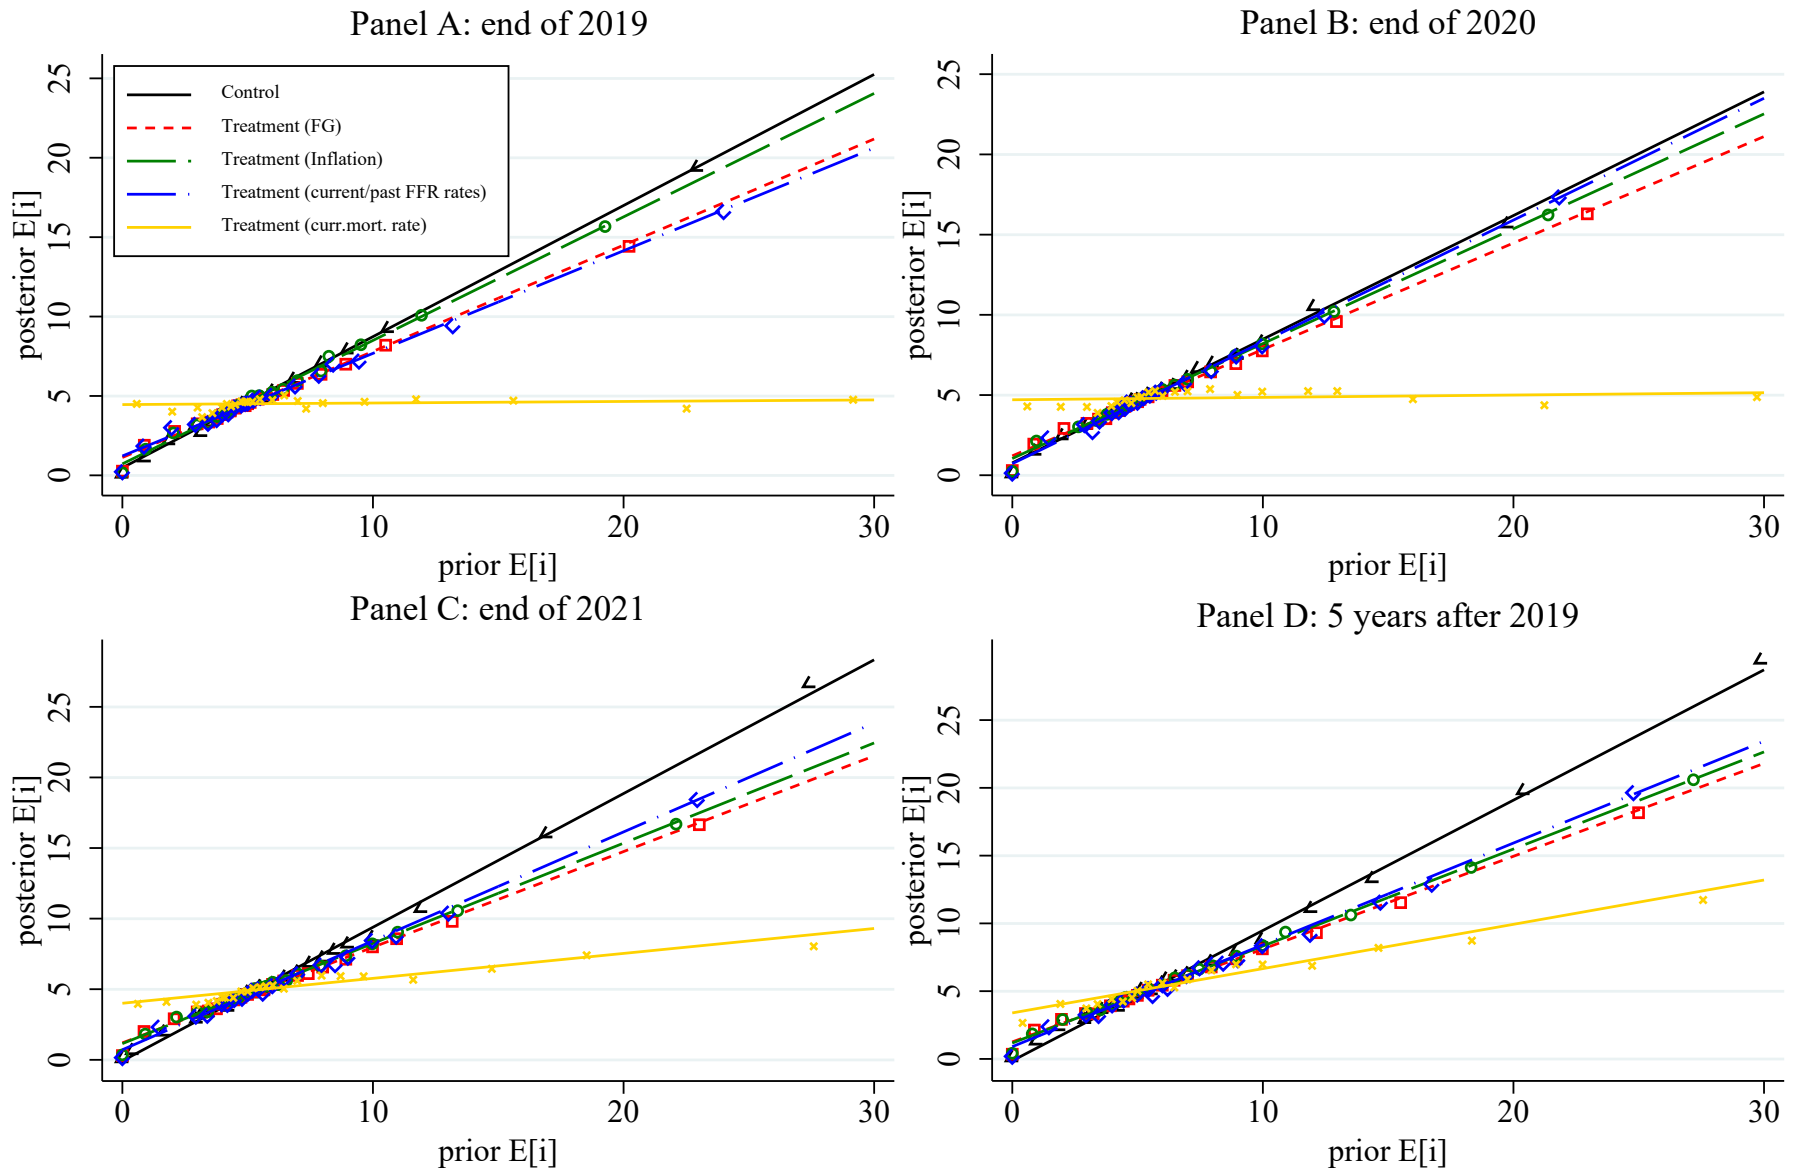 Panel A: end of 2019
posterior E[i]
25
20
15
10
5
0
Control
Treatment (FG)
Treatment (Inflation)
Treatment (current/past FFR rates)
Treatment (curr.mort. rate)
0 10 20 30
prior E[i]
Panel B: end of 2020
posterior E[i]
25
20
15
10
5
0
0 10 20 30
prior E[i]
Panel C: end of 2021
posterior E[i]
25
20
15
10
5
0
0 10 20 30
prior E[i]
Panel D: 5 years after 2019
posterior E[i]
25
20
15
10
5
0
0 10 20 30
prior E[i]